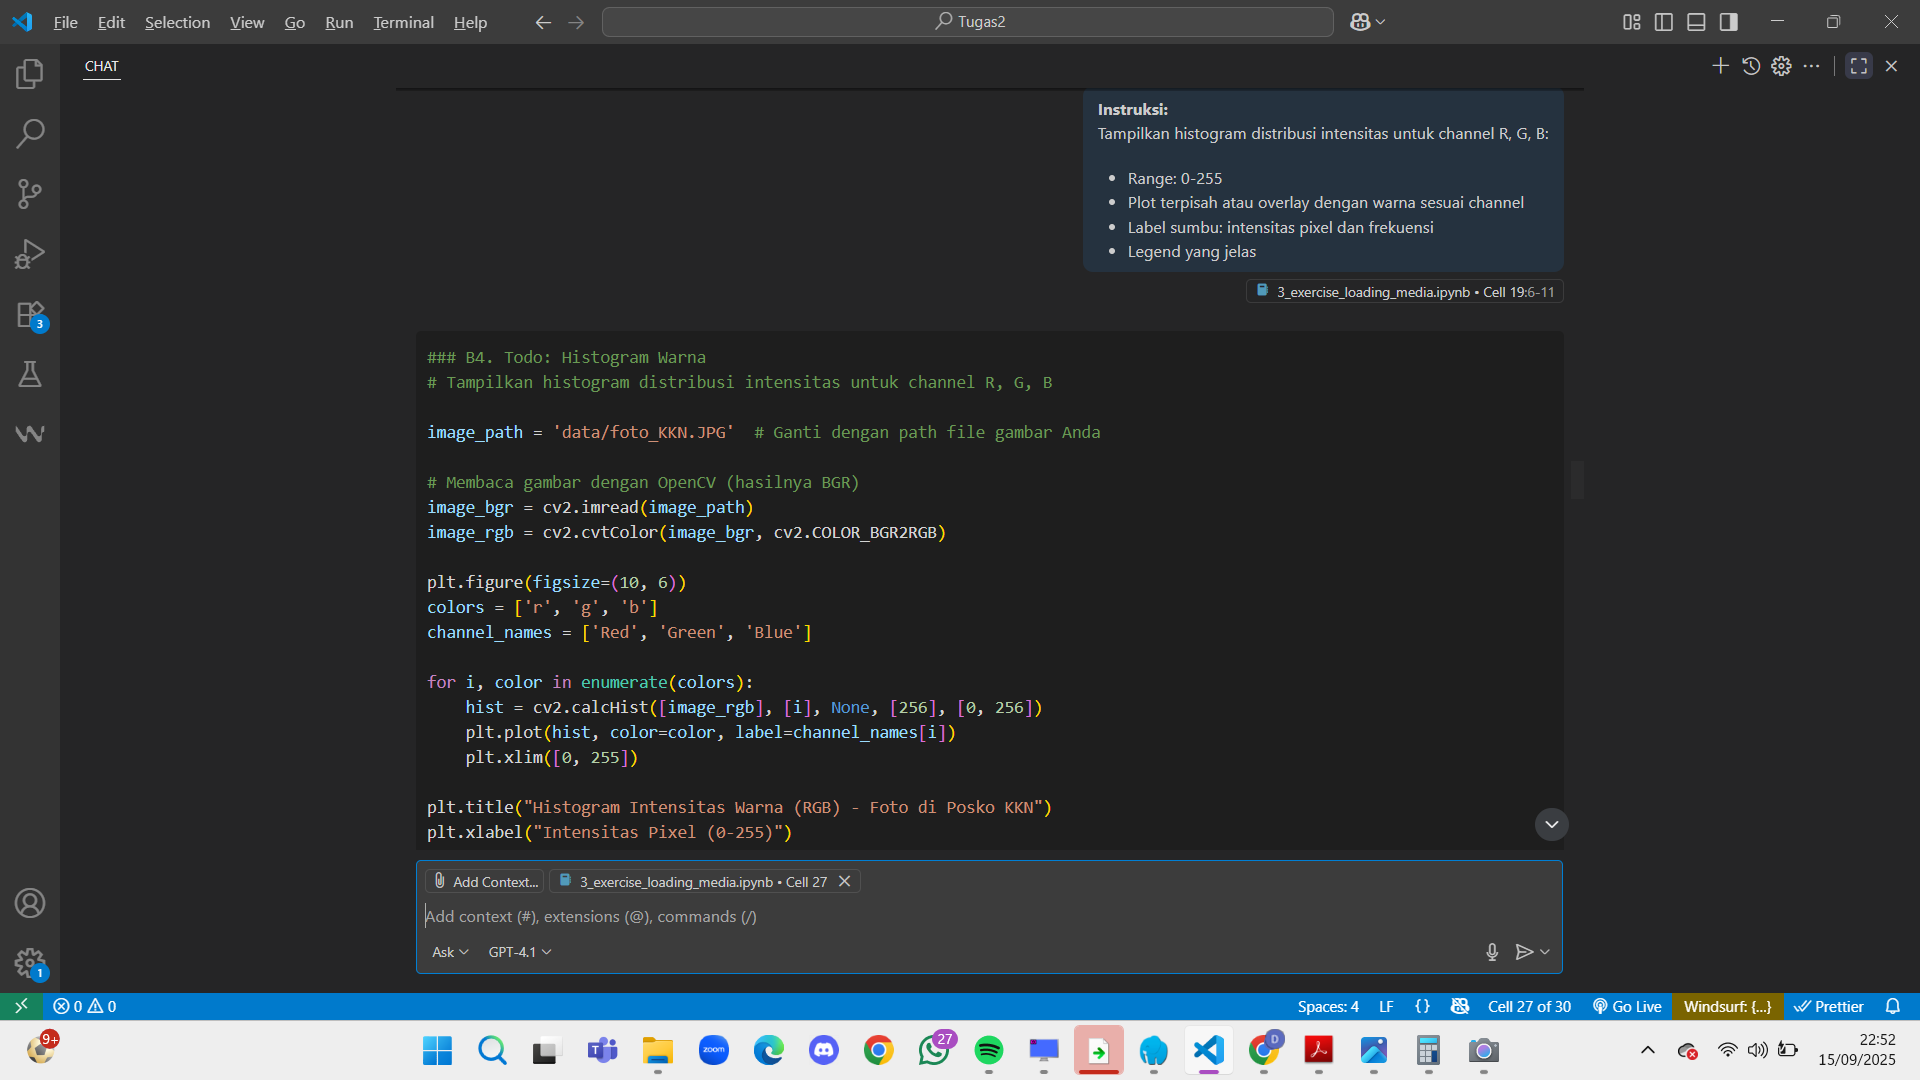 File Edit Selection View Go Run Terminal Help
Tugas2
CHAT
Instruksi:
Tampilkan histogram distribusi intensitas untuk channel R, G, B:
• Range: 0-255
• Plot terpisah atau overlay dengan warna sesuai channel
• Label sumbu: intensitas pixel dan frekuensi
• Legend yang jelas
3_exercise_loading_media.ipynb • Cell 19:6-11
### B4. Todo: Histogram Warna
# Tampilkan histogram distribusi intensitas untuk channel R, G, B
image_path = 'data/foto_KKN.JPG'  # Ganti dengan path file gambar Anda
# Membaca gambar dengan OpenCV (hasilnya BGR)
image_bgr = cv2.imread(image_path)
image_rgb = cv2.cvtColor(image_bgr, cv2.COLOR_BGR2RGB)
plt.figure(figsize=(10, 6))
colors = ['r', 'g', 'b']
channel_names = ['Red', 'Green', 'Blue']
for i, color in enumerate(colors):
    hist = cv2.calcHist([image_rgb], [i], None, [256], [0, 256])
    plt.plot(hist, color=color, label=channel_names[i])
    plt.xlim([0, 255])
plt.title("Histogram Intensitas Warna (RGB) - Foto di Posko KKN")
plt.xlabel("Intensitas Pixel (0-255)")
3
Add Context... 3_exercise_loading_media.ipynb • Cell 27
Add context (#), extensions (@), commands (/)
Ask GPT-4.1
1
0 0 Spaces: 4 LF {} Cell 27 of 30 Go Live Windsurf: {...} Prettier
9+
zoom
27
D
22:52
15/09/2025